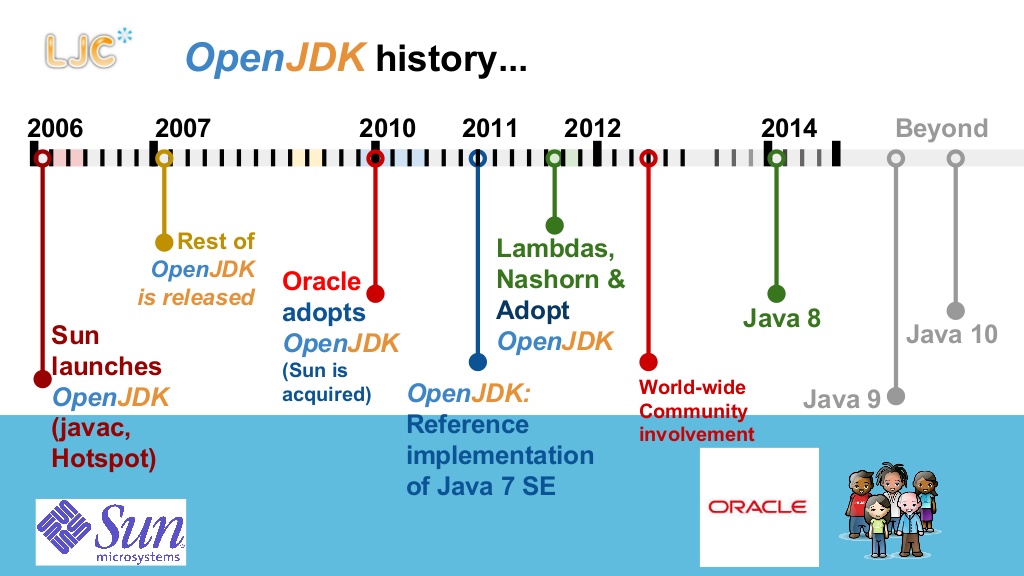 LJC*
OpenJDK history...
2006
2007
2010
2011
2012
2014
Beyond
Rest of
OpenJDK
is released
Lambdas,
Nashorn &
Adopt
OpenJDK
Oracle
adopts
OpenJDK
(Sun is
acquired)
Java 8
Java 10
Sun
launches
OpenJDK
(javac,
Hotspot)
OpenJDK:
Reference
implementation
of Java 7 SE
World-wide
Community
involvement
Java 9
Sun
microsystems
ORACLE